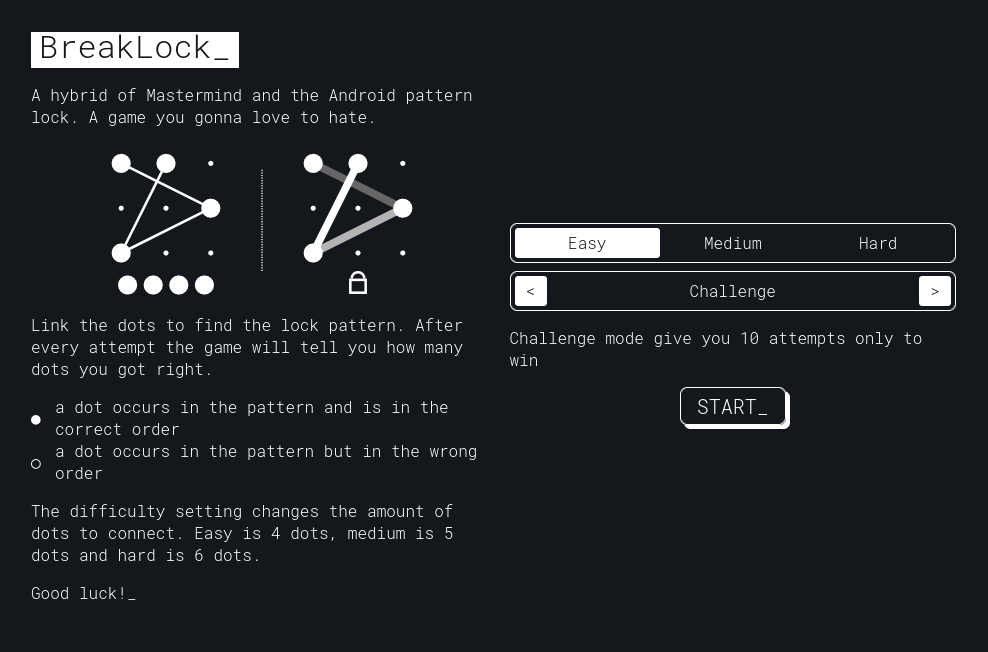 BreakLock_
A hybrid of Mastermind and the Android pattern
lock. A game you gonna love to hate.
Link the dots to find the lock pattern. After
every attempt the game will tell you how many
dots you got right.
a dot occurs in the pattern and is in the
correct order
a dot occurs in the pattern but in the wrong
order
The difficulty setting changes the amount of
dots to connect. Easy is 4 dots, medium is 5
dots and hard is 6 dots.
Good luck!_
Easy Medium Hard
< Challenge >
Challenge mode give you 10 attempts only to
win
START_